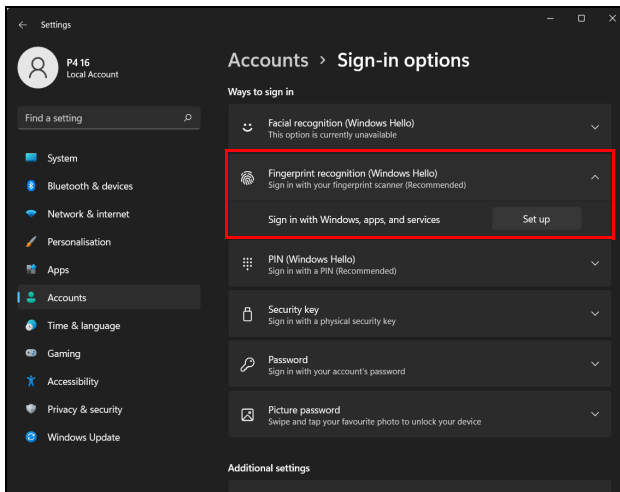 Settings
P4 16
Local Account
Find a setting
System
Bluetooth & devices
Network & internet
Personalisation
Apps
Accounts
Time & language
Gaming
Accessibility
Privacy & security
Windows Update
Accounts > Sign-in options
Ways to sign in
Facial recognition (Windows Hello)
This option is currently unavailable
Fingerprint recognition (Windows Hello)
Sign in with your fingerprint scanner (Recommended)
Sign in with Windows, apps, and services Set up
PIN (Windows Hello)
Sign in with a PIN (Recommended)
Security key
Sign in with a physical security key
Password
Sign in with your account's password
Picture password
Swipe and tap your favourite photo to unlock your device
Additional settings